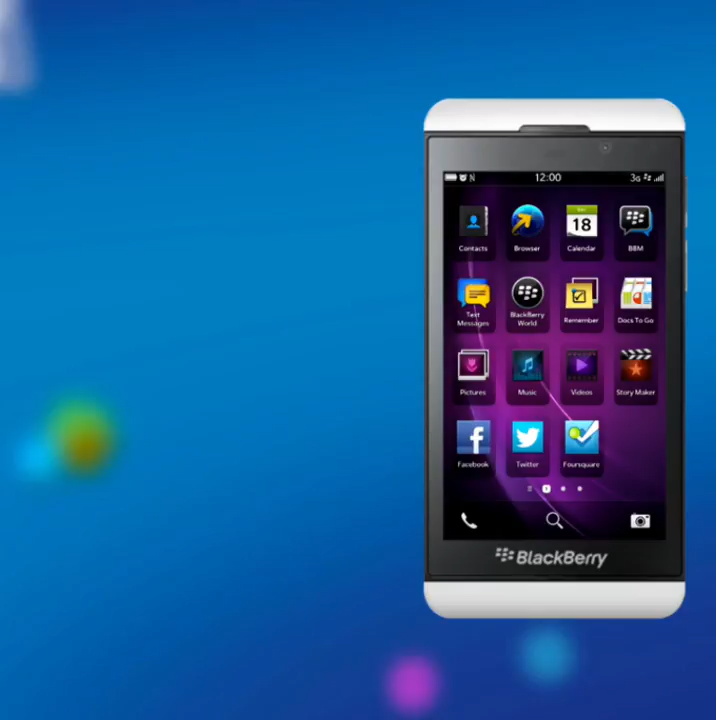 12:00
3G
Contacts
Browser
18
Calendar
BBM
Text
Messages
BlackBerry
World
Remember
Docs To Go
Pictures
Music
Videos
Story Maker
f
Facebook
Twitter
Foursquare
BlackBerry